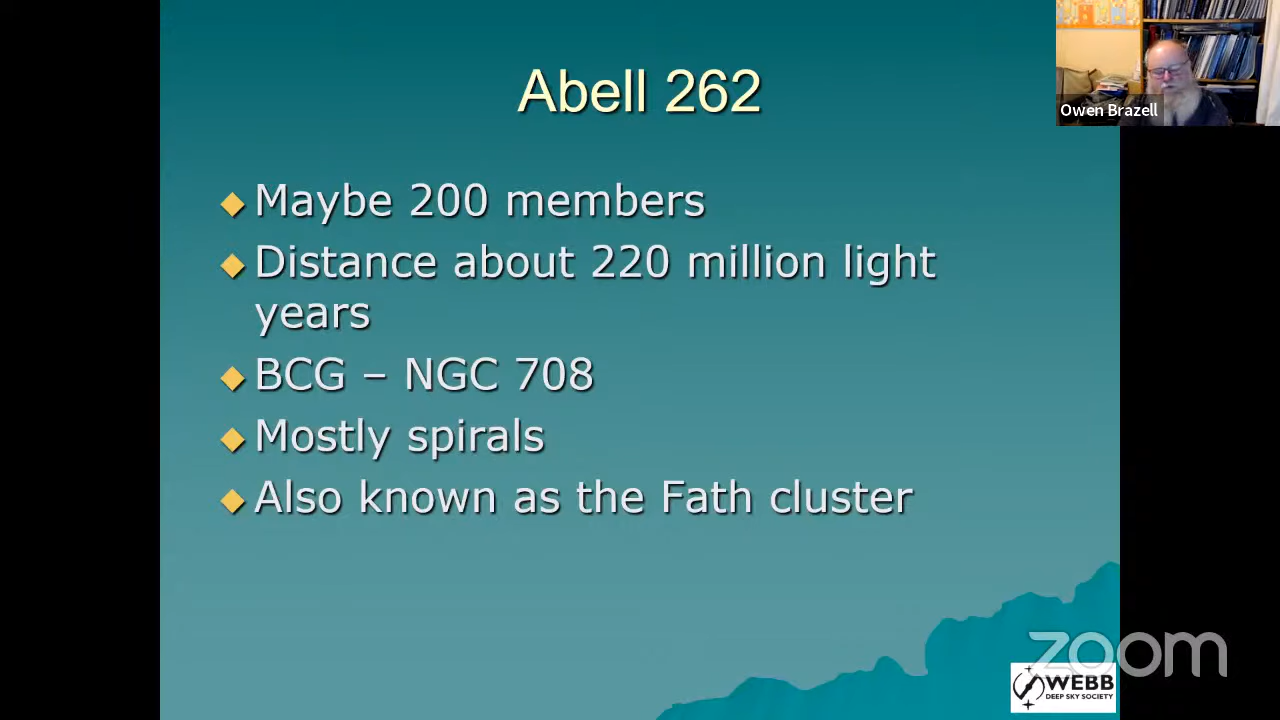 Abell 262
Owen Brazell
Maybe 200 members
Distance about 220 million light
years
BCG – NGC 708
Mostly spirals
Also known as the Fath cluster
zoom
WEBB
DEEP SKY SOCIETY